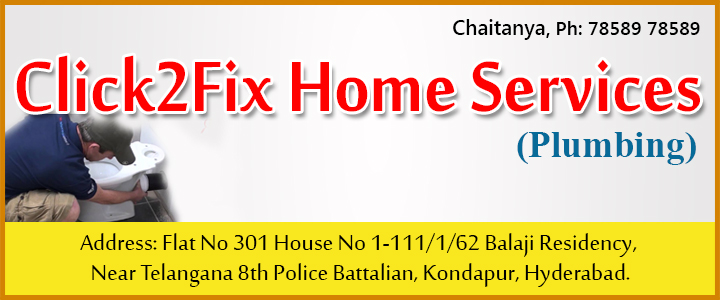 Chaitanya, Ph: 78589 78589
Click2Fix Home Services
(Plumbing)
Address: Flat No 301 House No 1-111/1/62 Balaji Residency,
Near Telangana 8th Police Battalian, Kondapur, Hyderabad.